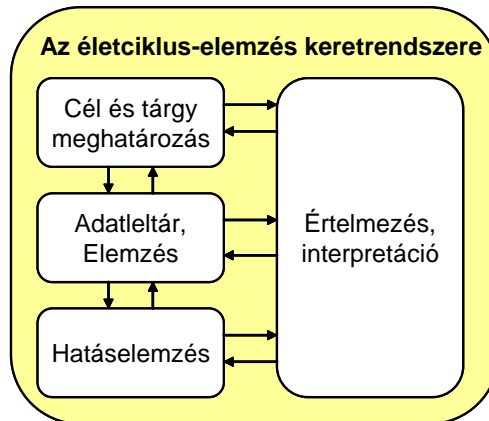 Az életciklus-elemzés keretrendszere
Cél és tárgy
meghatározás
Adatleltár,
Elemzés
Hatáselemzés
Értelmezés,
interpretáció